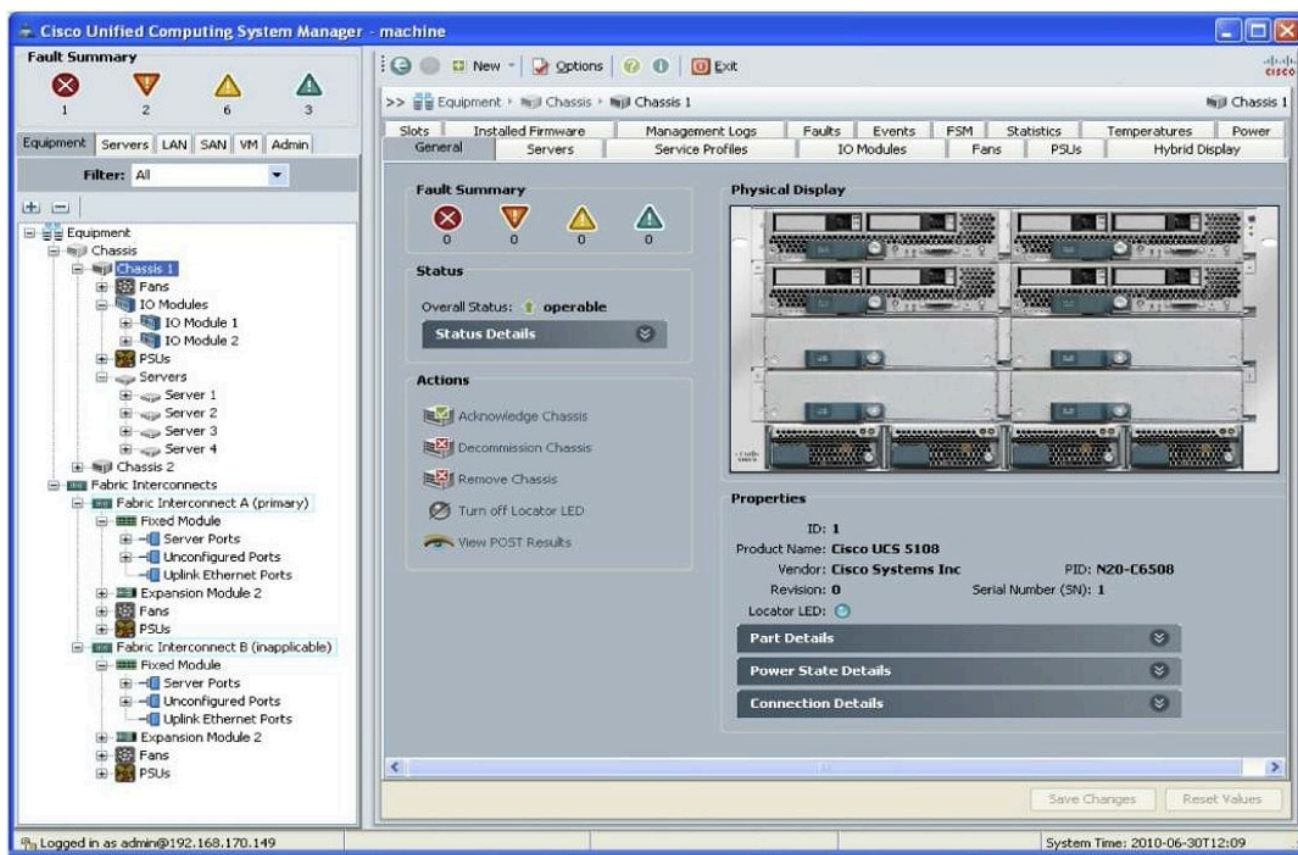 Cisco Unified Computing System Manager - machine
Fault Summary
1 2 6 3
Equipment Servers LAN SAN VM Admin
Filter: All
Equipment
Chassis
Chassis 1
Fans
IO Modules
IO Module 1
IO Module 2
PSUs
Servers
Server 1
Server 2
Server 3
Server 4
Chassis 2
Fabric Interconnects
Fabric Interconnect A (primary)
Fixed Module
Server Ports
Unconfigured Ports
Uplink Ethernet Ports
Expansion Module 2
Fans
PSUs
Fabric Interconnect B (inapplicable)
Fixed Module
Server Ports
Unconfigured Ports
Uplink Ethernet Ports
Expansion Module 2
Fans
PSUs
New Options Exit
CISCO
>> Equipment Chassis Chassis 1 Chassis 1
Slots Installed Firmware Management Logs Faults Events FSM Statistics Temperatures Power
General Servers Service Profiles IO Modules Fans PSUs Hybrid Display
Fault Summary
0 0 0 0
Status
Overall Status: operable
Status Details
Actions
Acknowledge Chassis
Decommission Chassis
Remove Chassis
Turn off Locator LED
View POST Results
Physical Display
Properties
ID: 1
Product Name: Cisco UCS 5108
Vendor: Cisco Systems Inc PID: N20-C6508
Revision: 0 Serial Number (SN): 1
Locator LED:
Part Details
Power State Details
Connection Details
Save Changes Reset Values
Logged in as admin@192.168.170.149 System Time: 2010-06-30T12:09